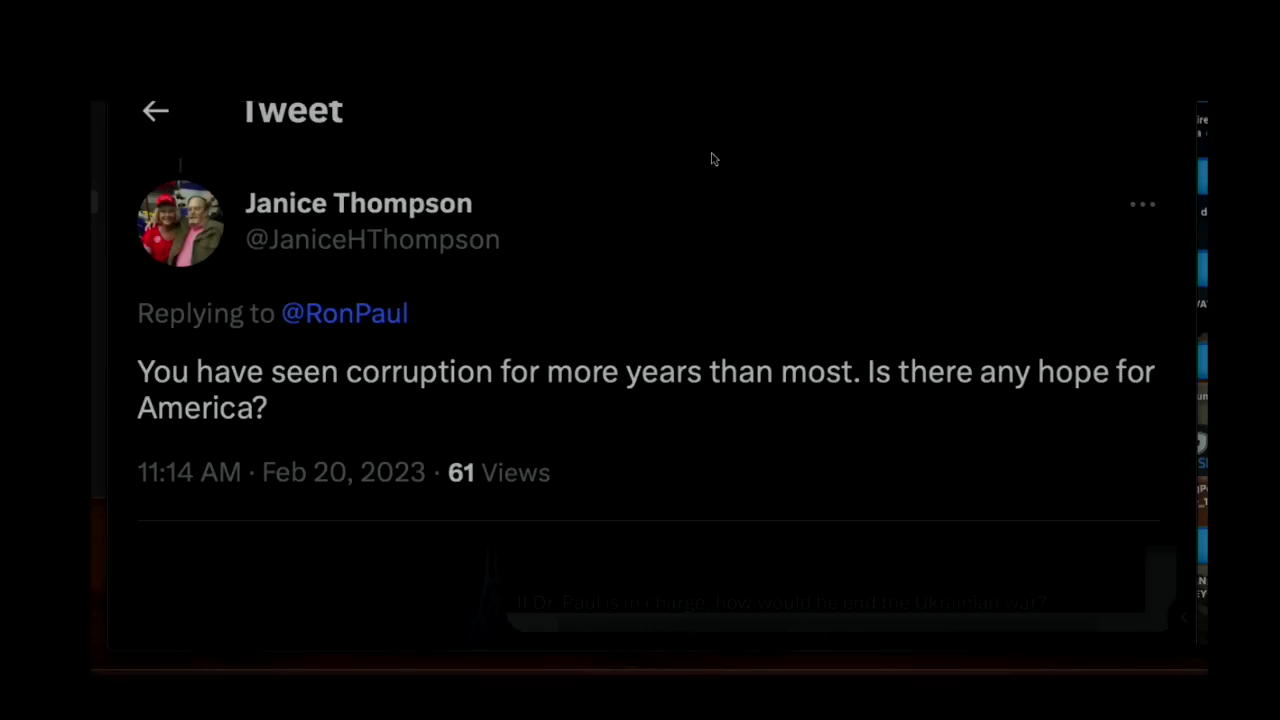 Tweet
Janice Thompson
@JaniceHThompson
Replying to @RonPaul
You have seen corruption for more years than most. Is there any hope for
America?
11:14 AM · Feb 20, 2023 · 61 Views
If Dr. Paul is in charge, how would he end the Ukrainian war?